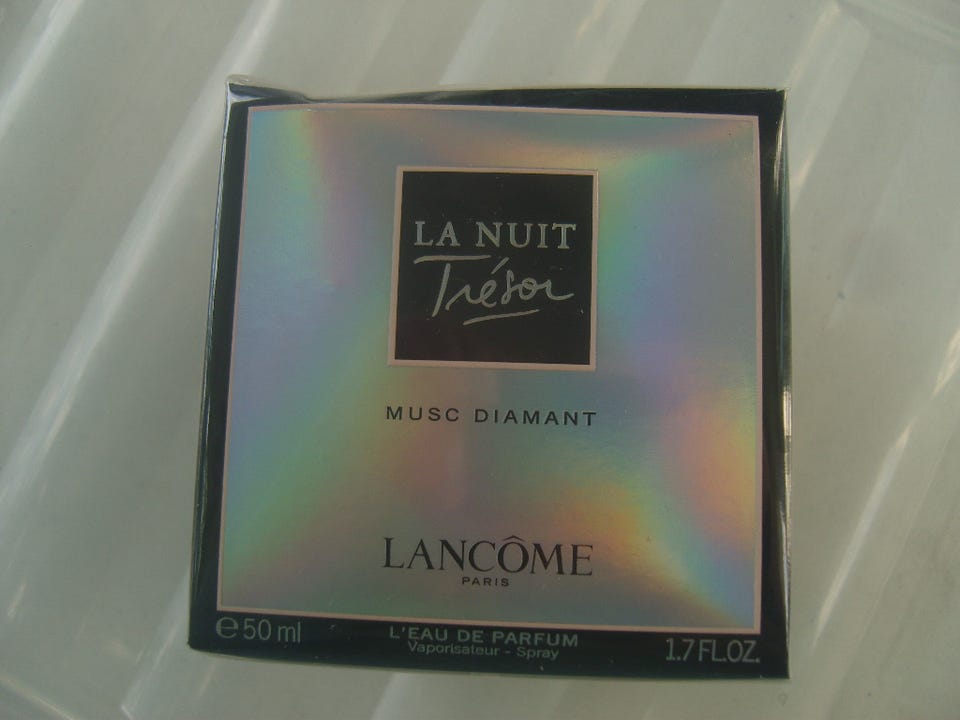 LA NUIT
Trésor
MUSC DIAMANT
LANCÔME
PARIS
℮50 ml
L'EAU DE PARFUM
Vaporisateur - Spray
1.7 FL.OZ.